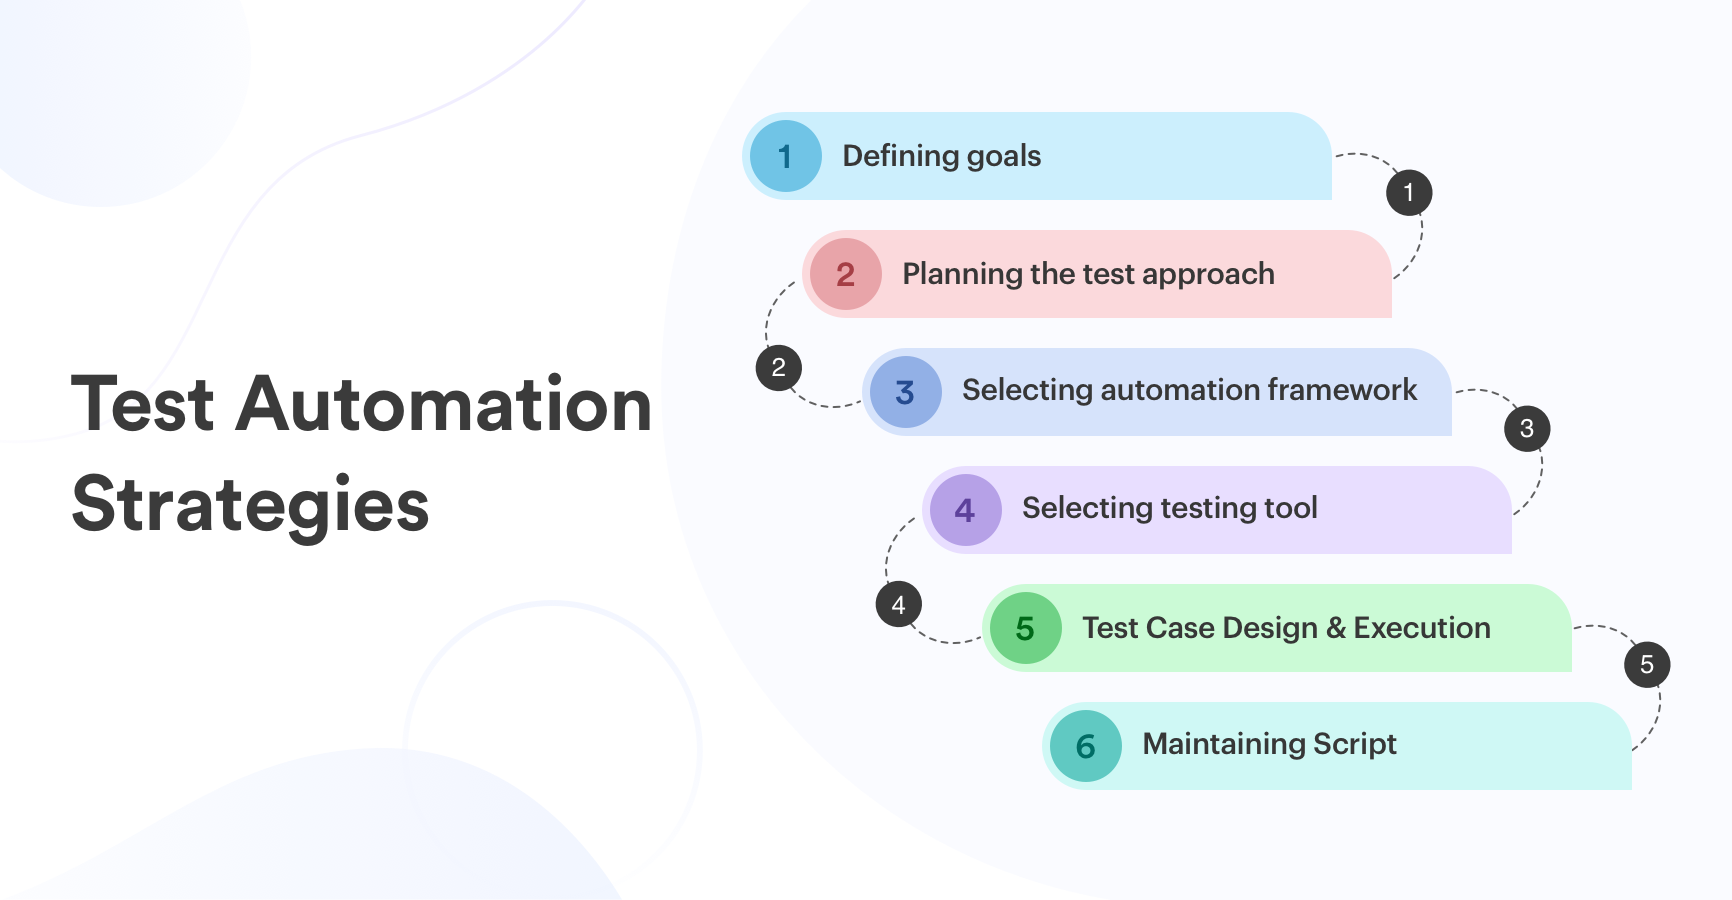 Test Automation
Strategies
1 Defining goals
1
2 Planning the test approach
2
3 Selecting automation framework
3
4 Selecting testing tool
4
5 Test Case Design & Execution
5
6 Maintaining Script